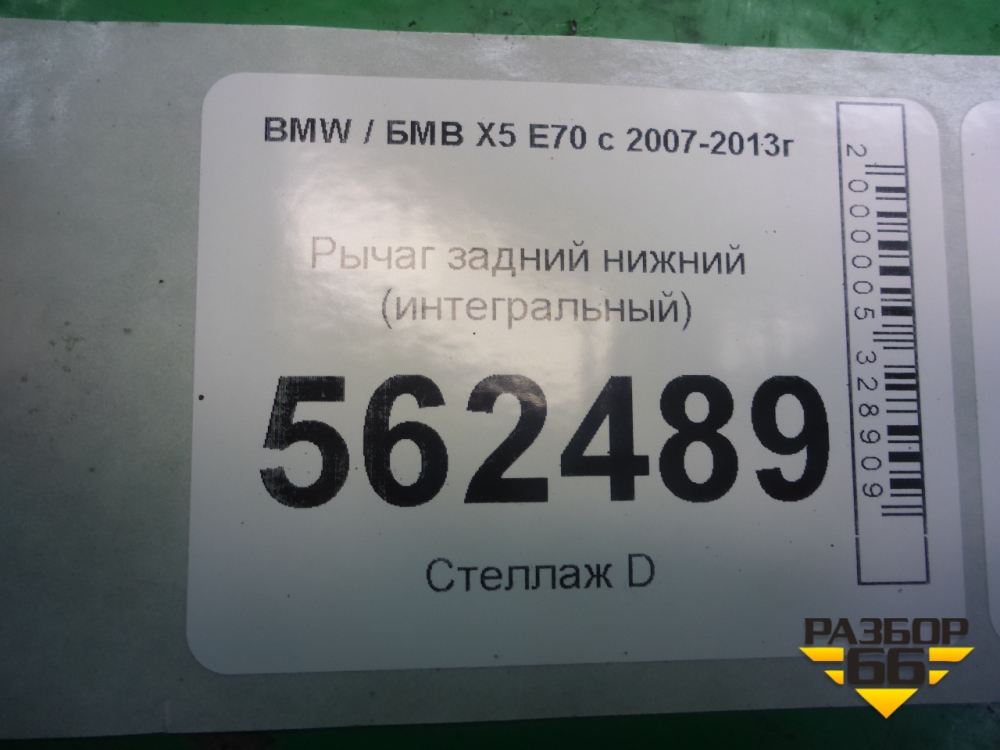 BMW / БМВ X5 E70 с 2007-2013г
Рычаг задний нижний
(интегральный)
562489
Стеллаж D
2000005328909
РАЗБОР
66